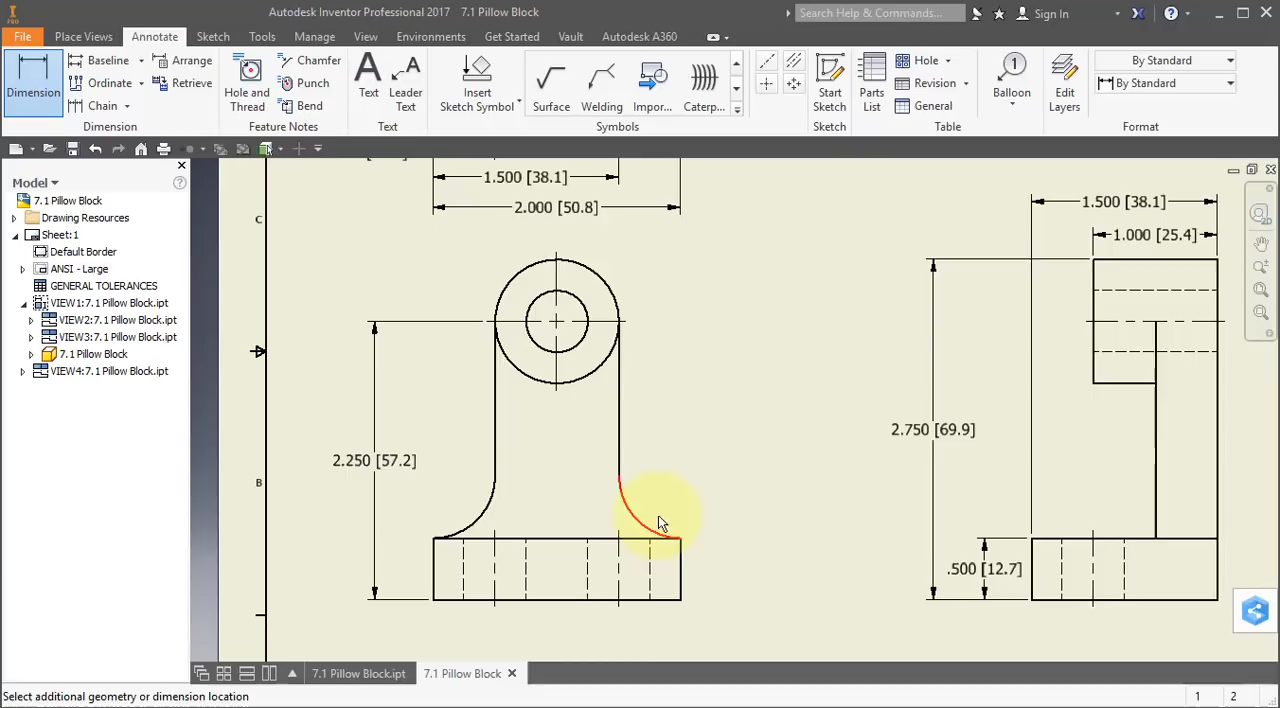 PRO
Autodesk Inventor Professional 2017 7.1 Pillow Block
Search Help & Commands...
Sign In
File
Place Views
Annotate
Sketch
Tools
Manage
View
Environments
Get Started
Vault
Autodesk A360
Dimension
Baseline
Ordinate
Chain
Arrange
Retrieve
Dimension
Hole and
Thread
Chamfer
Punch
Bend
Feature Notes
Text
Leader
Text
Text
Insert
Sketch Symbol
Surface
Welding
Impor...
Caterp...
Symbols
Start
Sketch
Sketch
Parts
List
Hole
Revision
General
Table
Balloon
Edit
Layers
By Standard
By Standard
Format
Model
7.1 Pillow Block
Drawing Resources
Sheet:1
Default Border
ANSI - Large
GENERAL TOLERANCES
VIEW1:7.1 Pillow Block.ipt
VIEW2:7.1 Pillow Block.ipt
VIEW3:7.1 Pillow Block.ipt
7.1 Pillow Block
VIEW4:7.1 Pillow Block.ipt
C
B
1.500 [38.1]
2.000 [50.8]
2.250 [57.2]
1.500 [38.1]
1.000 [25.4]
2.750 [69.9]
.500 [12.7]
7.1 Pillow Block.ipt
7.1 Pillow Block
Select additional geometry or dimension location
1
2